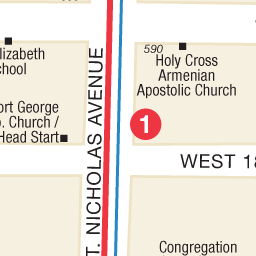 590
Holy Cross
Armenian
Apostolic Church
lizabeth
chool
ort George
o. Church /
Head Start
1
WEST 18
T. NICHOLAS AVENUE
Congregation